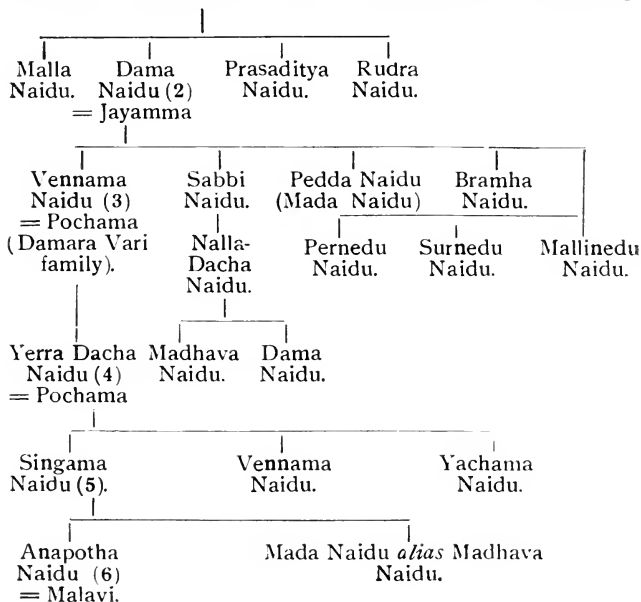 Malla Dama Prasaditya Rudra
Naidu. Naidu (2) Naidu. Naidu.
= Jayamma
Vennama Sabbi Pedda Naidu Bramha
Naidu (3) Naidu. (Mada Naidu) Naidu.
= Pochama
(Damara Vari Nalla- Pernedu Surnedu Mallinedu
family). Dacha Naidu. Naidu. Naidu.
Naidu.
Yerra Dacha Madhava Dama
Naidu (4) Naidu. Naidu.
= Pochama
Singama Vennama Yachama
Naidu (5). Naidu. Naidu.
Anapotha Mada Naidu alias Madhava
Naidu (6) Naidu.
= Malavi.